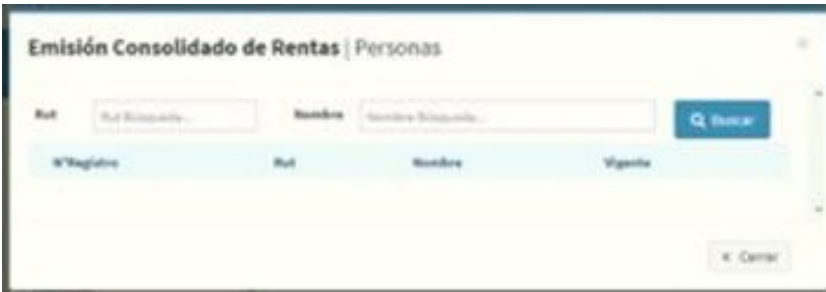 Emisión Consolidado de Rentas | Personas
Rut Rut Búsqueda... Nombre Nombre Búsqueda... Buscar
N°Registro Rut Nombre Vigente
× Cerrar